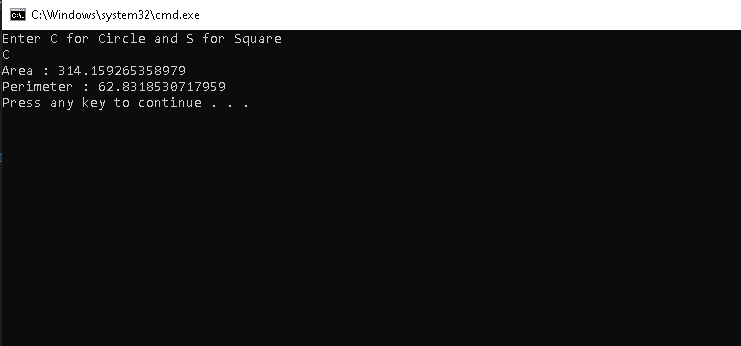 C:\Windows\system32\cmd.exe
Enter C for Circle and S for Square
C
Area : 314.159265358979
Perimeter : 62.8318530717959
Press any key to continue . . .